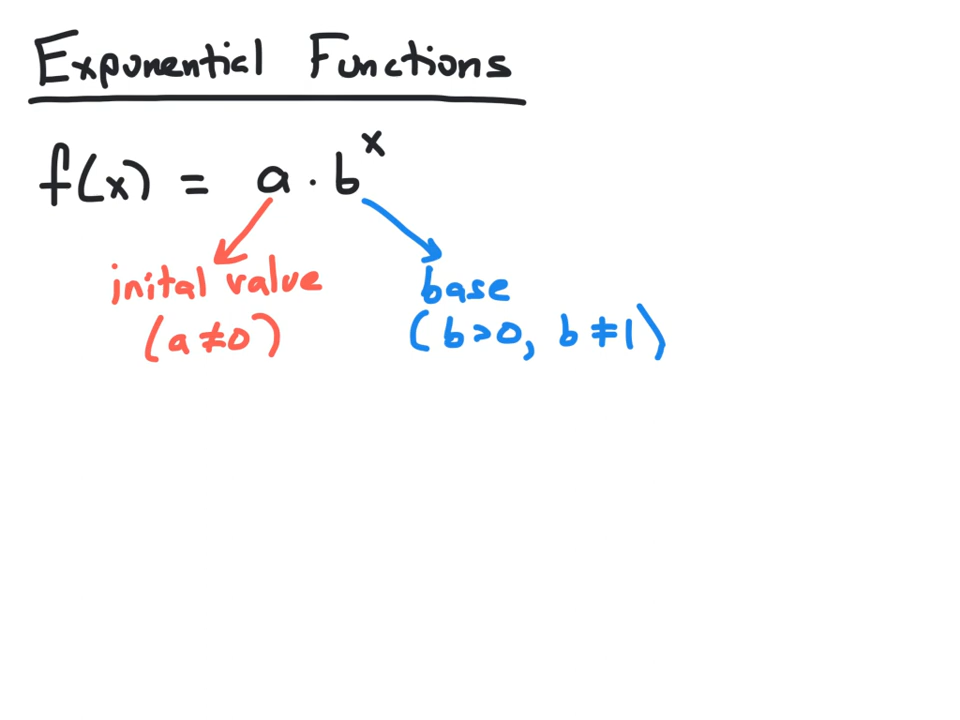 Exponential Functions
f(x) = a · b^x
inital value
(a ≠ 0)
base
(b > 0, b ≠ 1)